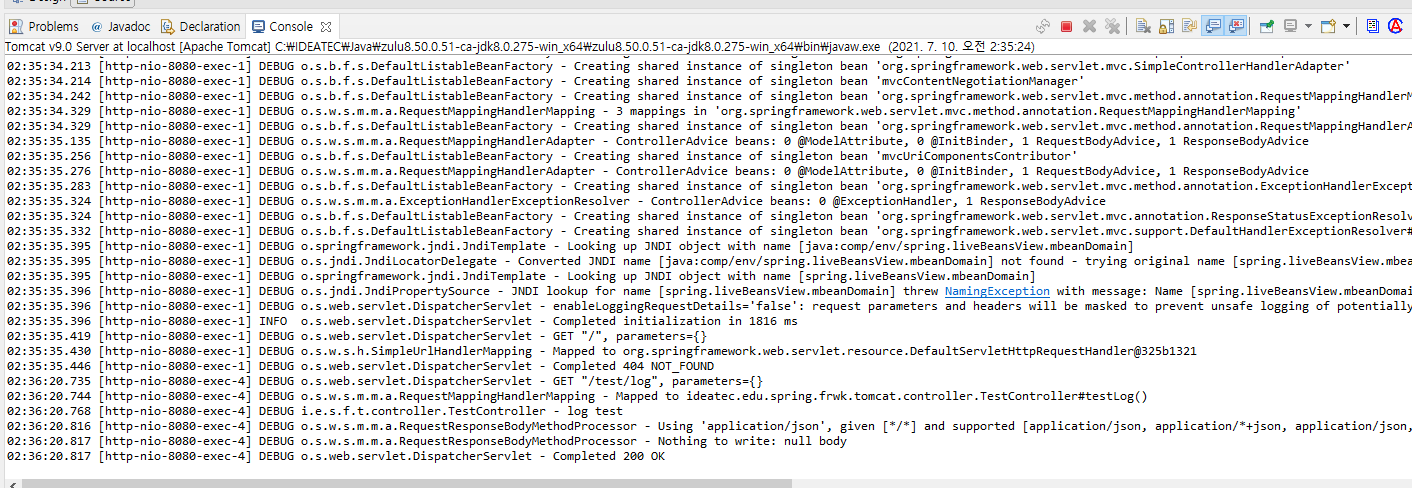 Design Source
Problems @ Javadoc Declaration Console
Tomcat v9.0 Server at localhost [Apache Tomcat] C:₩IDEATEC₩Java₩zulu8.50.0.51-ca-jdk8.0.275-win_x64₩zulu8.50.0.51-ca-jdk8.0.275-win_x64₩bin₩javaw.exe (2021. 7. 10. 오전 2:35:24)
02:35:34.213 [http-nio-8080-exec-1] DEBUG o.s.b.f.s.DefaultListableBeanFactory - Creating shared instance of singleton bean 'org.springframework.web.servlet.mvc.SimpleControllerHandlerAdapter'
02:35:34.214 [http-nio-8080-exec-1] DEBUG o.s.b.f.s.DefaultListableBeanFactory - Creating shared instance of singleton bean 'mvcContentNegotiationManager'
02:35:34.242 [http-nio-8080-exec-1] DEBUG o.s.b.f.s.DefaultListableBeanFactory - Creating shared instance of singleton bean 'org.springframework.web.servlet.mvc.method.annotation.RequestMappingHandlerM
02:35:34.329 [http-nio-8080-exec-1] DEBUG o.s.w.s.m.m.a.RequestMappingHandlerMapping - 3 mappings in 'org.springframework.web.servlet.mvc.method.annotation.RequestMappingHandlerMapping'
02:35:34.329 [http-nio-8080-exec-1] DEBUG o.s.b.f.s.DefaultListableBeanFactory - Creating shared instance of singleton bean 'org.springframework.web.servlet.mvc.method.annotation.RequestMappingHandlerA
02:35:35.135 [http-nio-8080-exec-1] DEBUG o.s.w.s.m.m.a.RequestMappingHandlerAdapter - ControllerAdvice beans: 0 @ModelAttribute, 0 @InitBinder, 1 RequestBodyAdvice, 1 ResponseBodyAdvice
02:35:35.256 [http-nio-8080-exec-1] DEBUG o.s.b.f.s.DefaultListableBeanFactory - Creating shared instance of singleton bean 'mvcUriComponentsContributor'
02:35:35.276 [http-nio-8080-exec-1] DEBUG o.s.w.s.m.m.a.RequestMappingHandlerAdapter - ControllerAdvice beans: 0 @ModelAttribute, 0 @InitBinder, 1 RequestBodyAdvice, 1 ResponseBodyAdvice
02:35:35.283 [http-nio-8080-exec-1] DEBUG o.s.b.f.s.DefaultListableBeanFactory - Creating shared instance of singleton bean 'org.springframework.web.servlet.mvc.method.annotation.ExceptionHandlerExcept
02:35:35.324 [http-nio-8080-exec-1] DEBUG o.s.w.s.m.m.a.ExceptionHandlerExceptionResolver - ControllerAdvice beans: 0 @ExceptionHandler, 1 ResponseBodyAdvice
02:35:35.324 [http-nio-8080-exec-1] DEBUG o.s.b.f.s.DefaultListableBeanFactory - Creating shared instance of singleton bean 'org.springframework.web.servlet.mvc.annotation.ResponseStatusExceptionResolv
02:35:35.332 [http-nio-8080-exec-1] DEBUG o.s.b.f.s.DefaultListableBeanFactory - Creating shared instance of singleton bean 'org.springframework.web.servlet.mvc.support.DefaultHandlerExceptionResolver#
02:35:35.395 [http-nio-8080-exec-1] DEBUG o.springframework.jndi.JndiTemplate - Looking up JNDI object with name [java:comp/env/spring.liveBeansView.mbeanDomain]
02:35:35.395 [http-nio-8080-exec-1] DEBUG o.s.jndi.JndiLocatorDelegate - Converted JNDI name [java:comp/env/spring.liveBeansView.mbeanDomain] not found - trying original name [spring.liveBeansView.mbea
02:35:35.395 [http-nio-8080-exec-1] DEBUG o.springframework.jndi.JndiTemplate - Looking up JNDI object with name [spring.liveBeansView.mbeanDomain]
02:35:35.396 [http-nio-8080-exec-1] DEBUG o.s.jndi.JndiPropertySource - JNDI lookup for name [spring.liveBeansView.mbeanDomain] threw NamingException with message: Name [spring.liveBeansView.mbeanDomai
02:35:35.396 [http-nio-8080-exec-1] DEBUG o.s.web.servlet.DispatcherServlet - enableLoggingRequestDetails='false': request parameters and headers will be masked to prevent unsafe logging of potentially
02:35:35.396 [http-nio-8080-exec-1] INFO  o.s.web.servlet.DispatcherServlet - Completed initialization in 1816 ms
02:35:35.419 [http-nio-8080-exec-1] DEBUG o.s.web.servlet.DispatcherServlet - GET "/", parameters={}
02:35:35.430 [http-nio-8080-exec-1] DEBUG o.s.w.s.h.SimpleUrlHandlerMapping - Mapped to org.springframework.web.servlet.resource.DefaultServletHttpRequestHandler@325b1321
02:35:35.446 [http-nio-8080-exec-1] DEBUG o.s.web.servlet.DispatcherServlet - Completed 404 NOT_FOUND
02:36:20.735 [http-nio-8080-exec-4] DEBUG o.s.web.servlet.DispatcherServlet - GET "/test/log", parameters={}
02:36:20.744 [http-nio-8080-exec-4] DEBUG o.s.w.s.m.m.a.RequestMappingHandlerMapping - Mapped to ideatec.edu.spring.frwk.tomcat.controller.TestController#testLog()
02:36:20.768 [http-nio-8080-exec-4] DEBUG i.e.s.f.t.controller.TestController - log test
02:36:20.816 [http-nio-8080-exec-4] DEBUG o.s.w.s.m.m.a.RequestResponseBodyMethodProcessor - Using 'application/json', given [*/*] and supported [application/json, application/*+json, application/json,
02:36:20.817 [http-nio-8080-exec-4] DEBUG o.s.w.s.m.m.a.RequestResponseBodyMethodProcessor - Nothing to write: null body
02:36:20.817 [http-nio-8080-exec-4] DEBUG o.s.web.servlet.DispatcherServlet - Completed 200 OK